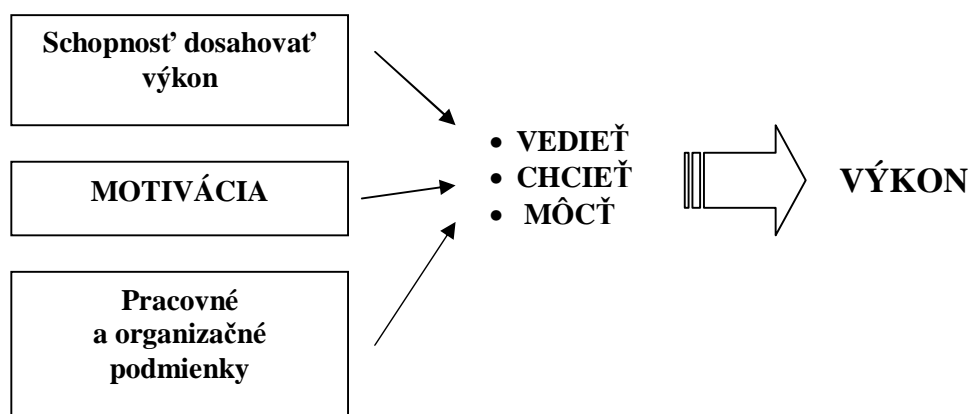 Schopnosť dosahovať
výkon
MOTIVÁCIA
Pracovné
a organizačné
podmienky
• VEDIEŤ
• CHCIEŤ
• MÔCŤ
VÝKON